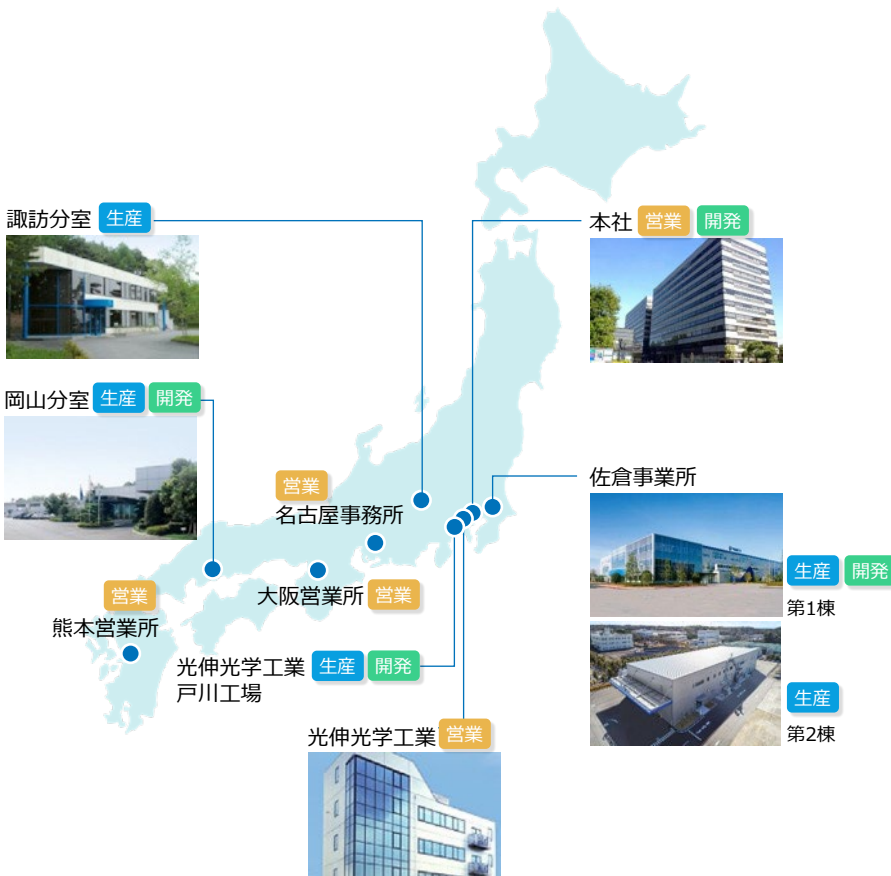 諏訪分室 生産
本社 営業 開発
岡山分室 生産 開発
営業
名古屋事務所
佐倉事業所
生産 開発
第1棟
営業
熊本営業所
大阪営業所 営業
光伸光学工業 生産 開発
戸川工場
生産
第2棟
光伸光学工業 営業